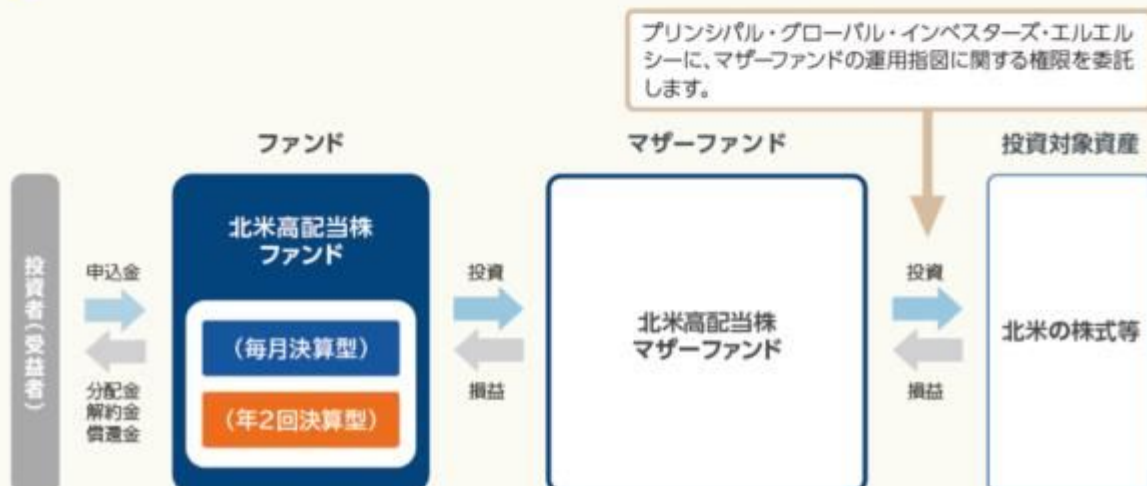 プリンシパル・グローバル・インベスターズ・エルエル
シーに、マザーファンドの運用指図に関する権限を委託
します。
ファンド
マザーファンド
投資対象資産
投資者(受益者)
申込金
分配金
解約金
償還金
北米高配当株
ファンド
(毎月決算型)
(年2回決算型)
投資
損益
北米高配当株
マザーファンド
投資
損益
北米の株式等